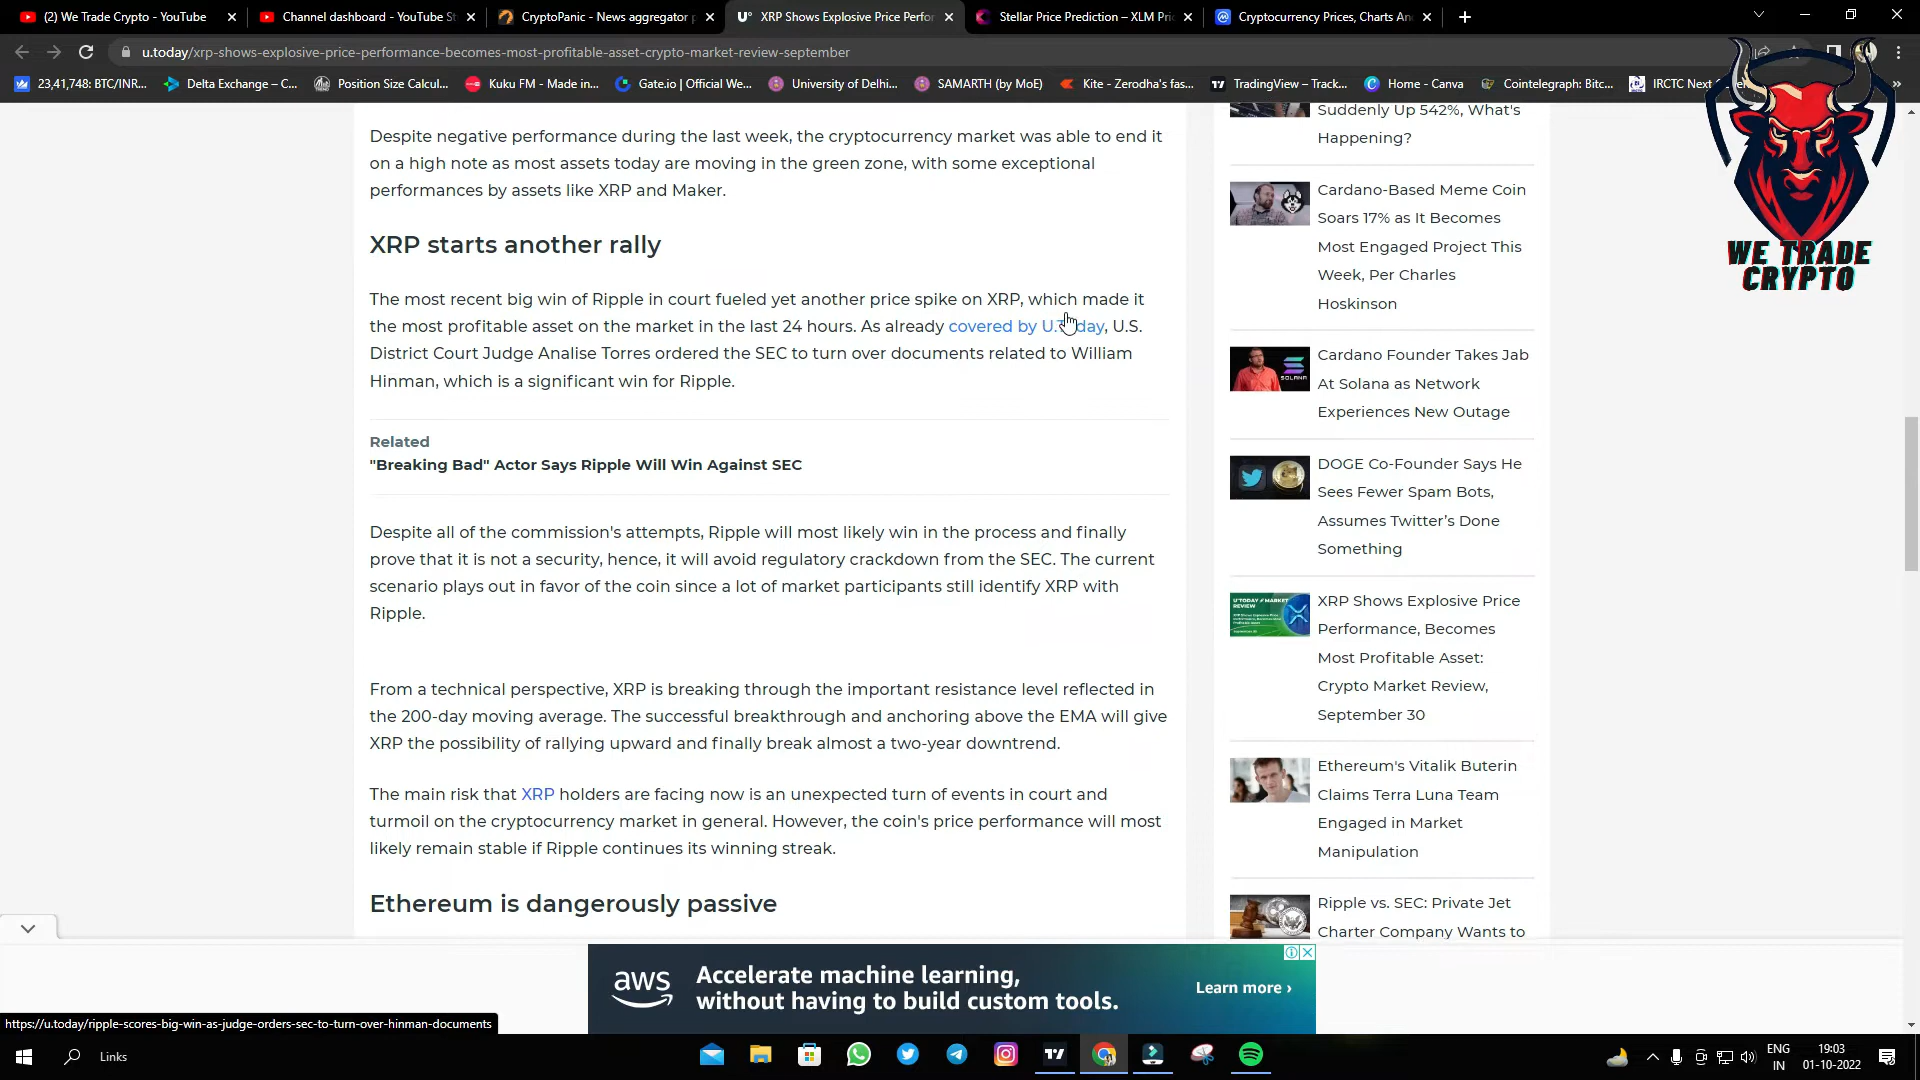 (2) We Trade Crypto - YouTube
Channel dashboard - YouTube St
CryptoPanic - News aggregator p
XRP Shows Explosive Price Perfo
Stellar Price Prediction – XLM Pric
Cryptocurrency Prices, Charts An
u.today/xrp-shows-explosive-price-performance-becomes-most-profitable-asset-crypto-market-review-september
23,41,748: BTC/INR...
Delta Exchange – C...
Position Size Calcul...
Kuku FM - Made in...
Gate.io | Official We...
University of Delhi...
SAMARTH (by MoE)
Kite - Zerodha's fas...
TradingView – Track...
Home - Canva
Cointelegraph: Bitc...
IRCTC Next
Despite negative performance during the last week, the cryptocurrency market was able to end it
on a high note as most assets today are moving in the green zone, with some exceptional
performances by assets like XRP and Maker.
XRP starts another rally
The most recent big win of Ripple in court fueled yet another price spike on XRP, which made it
the most profitable asset on the market in the last 24 hours. As already covered by U.Today, U.S.
District Court Judge Analise Torres ordered the SEC to turn over documents related to William
Hinman, which is a significant win for Ripple.
Related
"Breaking Bad" Actor Says Ripple Will Win Against SEC
Despite all of the commission's attempts, Ripple will most likely win in the process and finally
prove that it is not a security, hence, it will avoid regulatory crackdown from the SEC. The current
scenario plays out in favor of the coin since a lot of market participants still identify XRP with
Ripple.
From a technical perspective, XRP is breaking through the important resistance level reflected in
the 200-day moving average. The successful breakthrough and anchoring above the EMA will give
XRP the possibility of rallying upward and finally break almost a two-year downtrend.
The main risk that XRP holders are facing now is an unexpected turn of events in court and
turmoil on the cryptocurrency market in general. However, the coin's price performance will most
likely remain stable if Ripple continues its winning streak.
Ethereum is dangerously passive
Suddenly Up 542%, What's
Happening?
Cardano-Based Meme Coin
Soars 17% as It Becomes
Most Engaged Project This
Week, Per Charles
Hoskinson
Cardano Founder Takes Jab
At Solana as Network
Experiences New Outage
SOLANA
DOGE Co-Founder Says He
Sees Fewer Spam Bots,
Assumes Twitter's Done
Something
XRP Shows Explosive Price
Performance, Becomes
Most Profitable Asset:
Crypto Market Review,
September 30
U.TODAY MARKET
REVIEW
Ethereum's Vitalik Buterin
Claims Terra Luna Team
Engaged in Market
Manipulation
Ripple vs. SEC: Private Jet
Charter Company Wants to
WE TRADE
CRYPTO
aws
Accelerate machine learning,
without having to build custom tools.
Learn more ›
https://u.today/ripple-scores-big-win-as-judge-orders-sec-to-turn-over-hinman-documents
Links
ENG
IN
19:03
01-10-2022